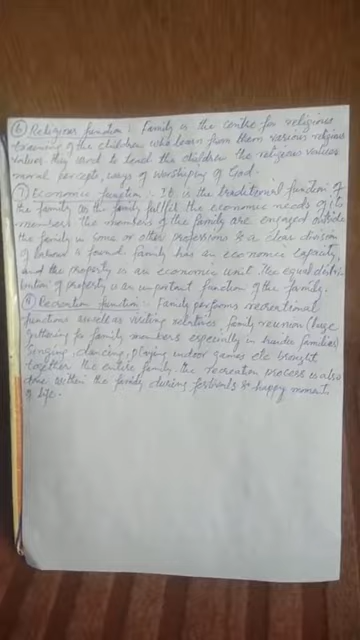 ⑥ Religious function : Family is the centre for religious
training of the children who learn from them various religious
virtues. they used to teach the children the religious virtues
moral percepts, ways of worshiping of God.
⑦ Economic function : It is the traditional function of
the family as the family fulfil the economic needs of its
members the members of the family are engaged outside
the family in some or other professions & a clear division
of labour is found family has an economic capacity,
and the property is an economic unit. The equal distri-
bution of property is an important function of the family.
⑧ Recreation function : Family performs recreational
functions as well as visiting relatives, family reunion (huge
gathering for family members especially in families)
Singing, dancing, playing indoor games etc brought
together the entire family. the recreation process is also
done within the family during festivals & happy moments
of life.